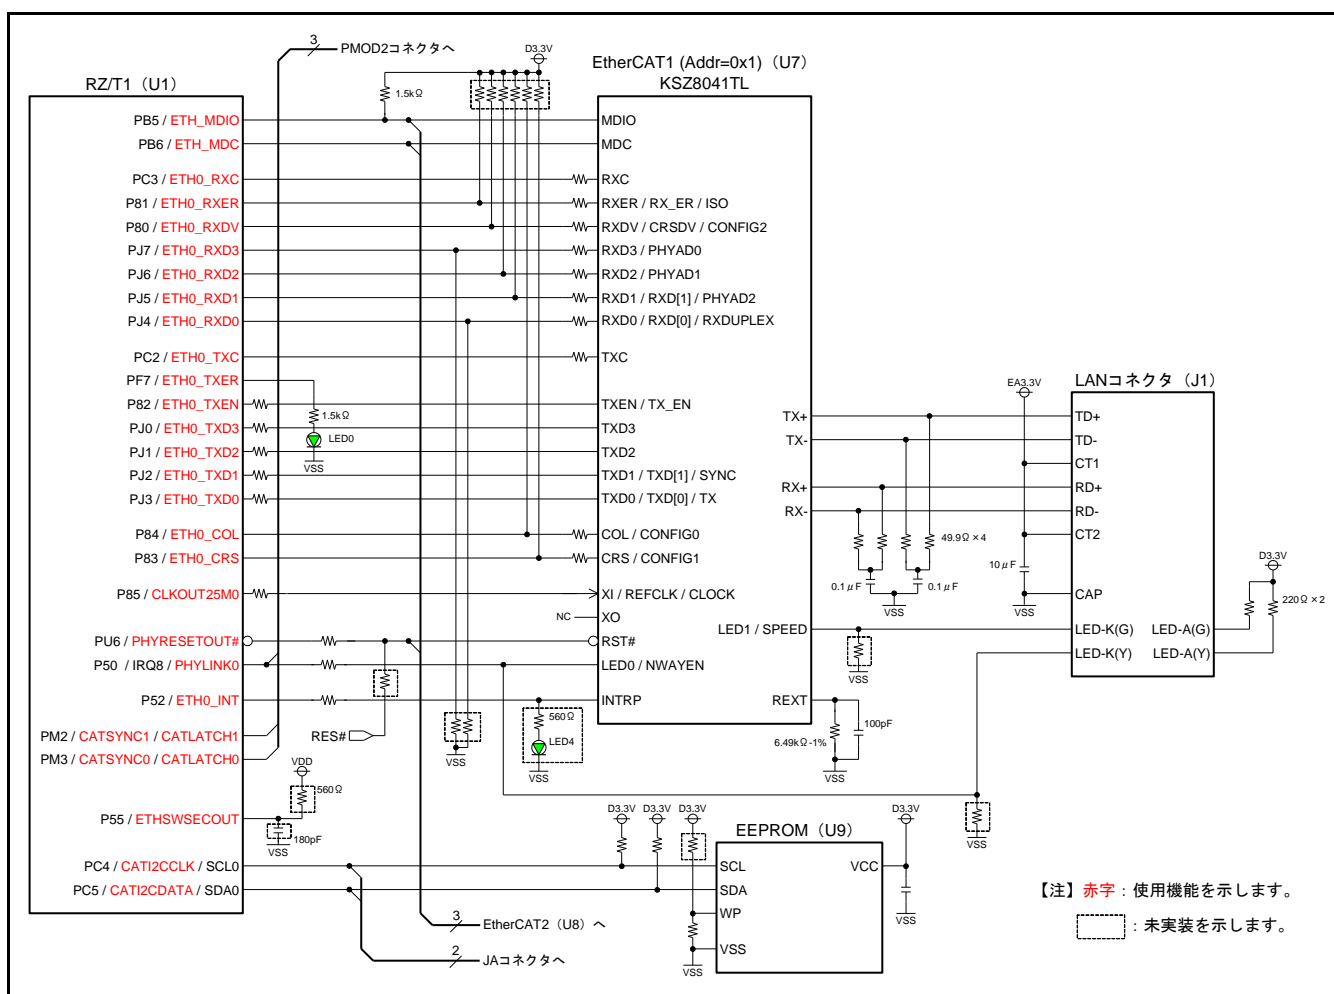 3
PMOD2コネクタへ
D3.3V
EtherCAT1 (Addr=0x1)（U7）
KSZ8041TL
RZ/T1（U1）
1.5kΩ
PB5 / ETH_MDIO
MDIO
PB6 / ETH_MDC
MDC
PC3 / ETH0_RXC
RXC
P81 / ETH0_RXER
RXER / RX_ER / ISO
P80 / ETH0_RXDV
RXDV / CRSDV / CONFIG2
PJ7 / ETH0_RXD3
RXD3 / PHYAD0
PJ6 / ETH0_RXD2
RXD2 / PHYAD1
PJ5 / ETH0_RXD1
RXD1 / RXD[1] / PHYAD2
PJ4 / ETH0_RXD0
RXD0 / RXD[0] / RXDUPLEX
PC2 / ETH0_TXC
TXC
PF7 / ETH0_TXER
1.5kΩ
LED0
VSS
P82 / ETH0_TXEN
TXEN / TX_EN
PJ0 / ETH0_TXD3
TXD3
PJ1 / ETH0_TXD2
TXD2
PJ2 / ETH0_TXD1
TXD1 / TXD[1] / SYNC
PJ3 / ETH0_TXD0
TXD0 / TXD[0] / TX
P84 / ETH0_COL
COL / CONFIG0
P83 / ETH0_CRS
CRS / CONFIG1
P85 / CLKOUT25M0
XI / REFCLK / CLOCK
NC
XO
PU6 / PHYRESETOUT#
RST#
P50 / IRQ8 / PHYLINK0
LED0 / NWAYEN
P52 / ETH0_INT
INTRP
RES#
VSS
560Ω
LED4
VSS
PM2 / CATSYNC1 / CATLATCH1
PM3 / CATSYNC0 / CATLATCH0
VDD
560Ω
P55 / ETHSWSECOUT
180pF
VSS
PC4 / CATI2CCLK / SCL0
PC5 / CATI2CDATA / SDA0
3
EtherCAT2（U8）へ
2
JAコネクタへ
TX+
TX-
RX+
RX-
LED1 / SPEED
REXT
49.9Ω×4
0.1μF
0.1μF
VSS
VSS
6.49kΩ-1%
100pF
VSS
EA3.3V
LANコネクタ（J1）
TD+
TD-
CT1
RD+
RD-
CT2
10μF
CAP
VSS
LED-K(G)
LED-A(G)
LED-K(Y)
LED-A(Y)
D3.3V
220Ω×2
VSS
D3.3V
D3.3V
D3.3V
D3.3V
EEPROM（U9）
SCL
VCC
SDA
WP
VSS
VSS
VSS
【注】赤字：使用機能を示します。
：未実装を示します。